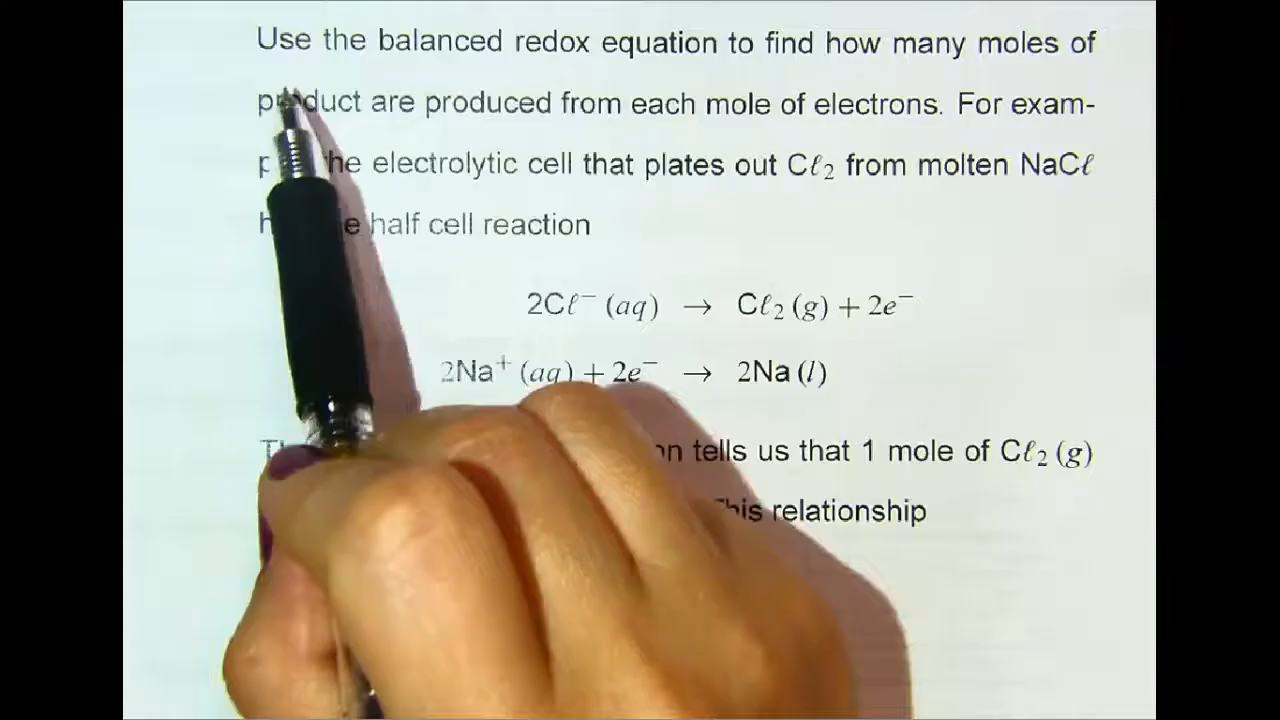 Use the balanced redox equation to find how many moles of
product are produced from each mole of electrons. For exam-
the electrolytic cell that plates out Cℓ₂ from molten NaCℓ
half cell reaction
2Cℓ⁻ (aq) → Cℓ₂ (g) + 2e⁻
2Na⁺ (aq) + 2e⁻ → 2Na (l)
tells us that 1 mole of Cℓ₂ (g)
This relationship